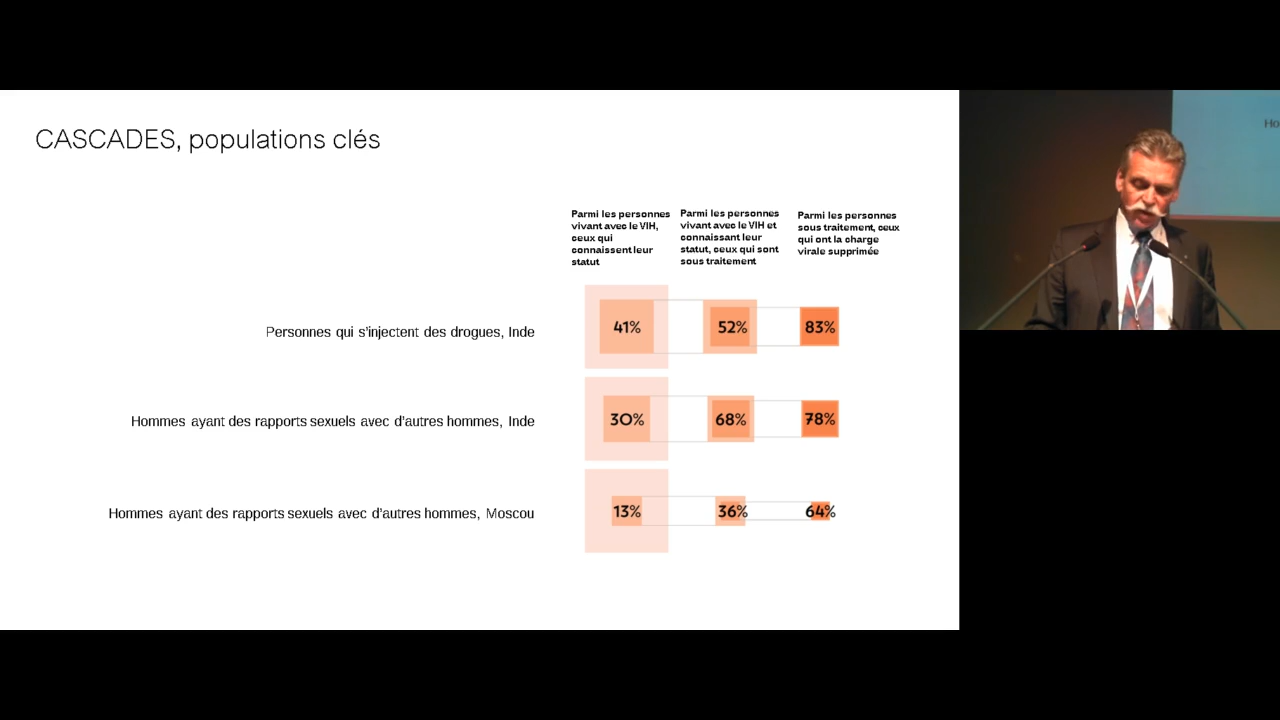 CASCADES, populations clés
Parmi les personnes
vivant avec le VIH,
ceux qui
connaissent leur
statut
Parmi les personnes
vivant avec le VIH et
connaissant leur
statut, ceux qui sont
sous traitement
Parmi les personnes
sous traitement, ceux
qui ont la charge
virale supprimée
Personnes qui s'injectent des drogues, Inde
41%
52%
83%
Hommes ayant des rapports sexuels avec d'autres hommes, Inde
30%
68%
78%
Hommes ayant des rapports sexuels avec d'autres hommes, Moscou
13%
36%
64%
Ho